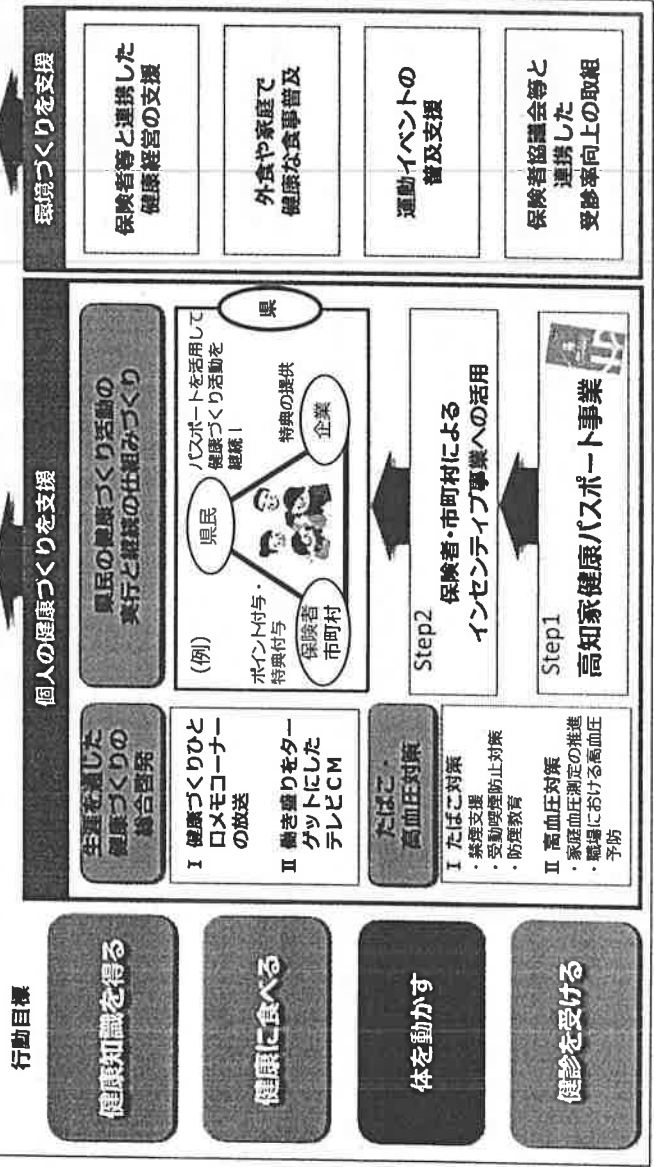 行動目標
健康知識を得る
健康に食べる
体を動かす
健診を受ける
個人の健康づくりを支援
生涯を通じた
健康づくりの
総合啓発
Ⅰ 健康づくりひと
口メモコーナー
の放送
Ⅱ 働き盛りをター
ゲットにした
テレビCM
たばこ・
高血圧対策
Ⅰ たばこ対策
・禁煙支援
・受動喫煙防止対策
・防煙教育
Ⅱ 高血圧対策
・家庭血圧測定の推進
・職場における高血圧
予防
県民の健康づくり活動の
実行と継続の仕組みづくり
(例)
県民
パスポートを活用して
健康づくり活動を
継続!
県
ポイント付与・
特典付与
特典の提供
保険者
市町村
企業
Step2
保険者・市町村による
インセンティブ事業への活用
Step1
高知家健康パスポート事業
環境づくりを支援
保険者等と連携した
健康経営の支援
外食や家庭で
健康な食事普及
運動イベントの
普及支援
保険者協議会等と
連携した
受診率向上の取組